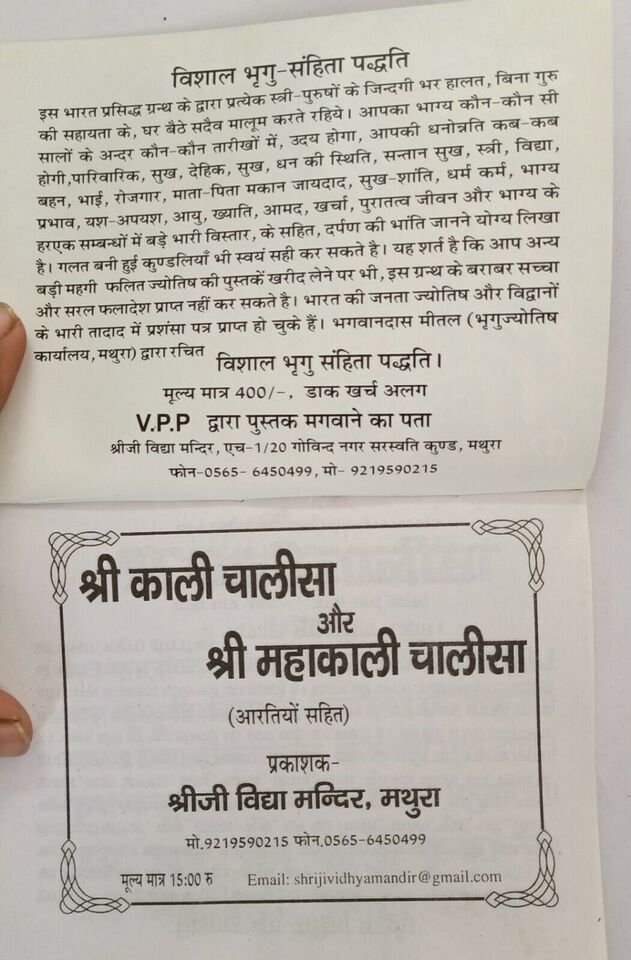 विशाल भृगु-संहिता पद्धति
इस भारत प्रसिद्ध ग्रन्थ के द्वारा प्रत्येक स्त्री-पुरुषों के जिन्दगी भर हालत, बिना गुरु
की सहायता के, घर बैठे सदैव मालूम करते रहिये। आपका भाग्य कौन-कौन सी
सालों के अन्दर कौन-कौन तारीखों में, उदय होगा, आपकी धनोन्नति कब-कब
होगी,पारिवारिक, सुख, देहिक, सुख, धन की स्थिति, सन्तान सुख, स्त्री, विद्या,
बहन, भाई, रोजगार, माता-पिता मकान जायदाद, सुख-शांति, धर्म कर्म, भाग्य
प्रभाव, यश-अपयश, आयु, ख्याति, आमद, खर्चा, पुरातत्व जीवन और भाग्य के
हरएक सम्बन्धों में बड़े भारी विस्तार, के सहित, दर्पण की भांति जानने योग्य लिखा
है। गलत बनी हुई कुण्डलियाँ भी स्वयं सही कर सकते है। यह शर्त है कि आप अन्य
बड़ी महगी फलित ज्योतिष की पुस्तकें खरीद लेने पर भी, इस ग्रन्थ के बराबर सच्चा
और सरल फलादेश प्राप्त नहीं कर सकते है। भारत की जनता ज्योतिष और विद्वानों
के भारी तादाद में प्रशंसा पत्र प्राप्त हो चुके हैं। भगवानदास मीतल (भृगुज्योतिष
कार्यालय, मथुरा) द्वारा रचित विशाल भृगु संहिता पद्धति।
मूल्य मात्र 400/-, डाक खर्च अलग
V.P.P द्वारा पुस्तक मगवाने का पता
श्रीजी विद्या मन्दिर, एच-1/20 गोविन्द नगर सरस्वति कुण्ड, मथुरा
फोन-0565- 6450499, मो- 9219590215
श्री काली चालीसा
और
श्री महाकाली चालीसा
(आरतियों सहित)
प्रकाशक-
श्रीजी विद्या मन्दिर, मथुरा
मो.9219590215 फोन.0565-6450499
मूल्य मात्र 15:00 रु Email: shrijividhyamandir@gmail.com